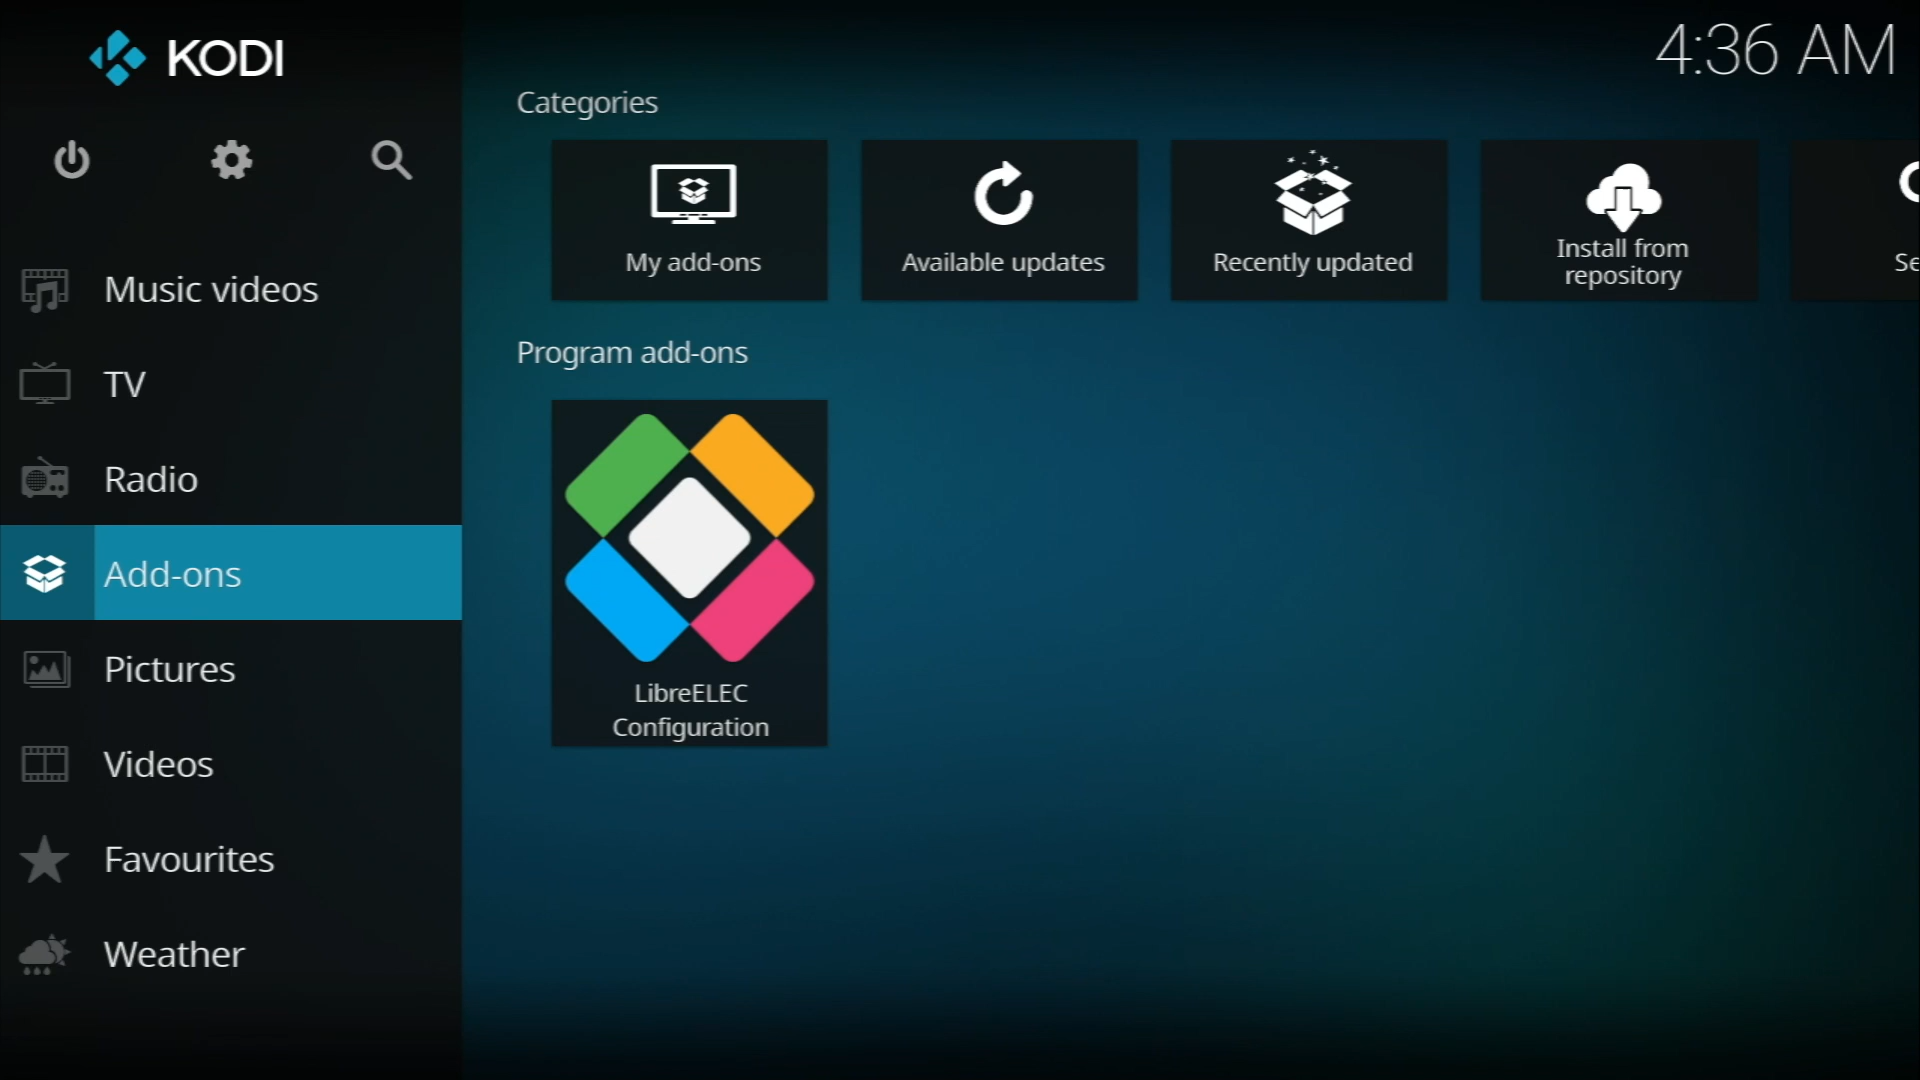 KODI
4:36 AM
Categories
My add-ons
Available updates
Recently updated
Install from
repository
Se
Music videos
TV
Radio
Add-ons
Pictures
Videos
Favourites
Weather
Program add-ons
LibreELEC
Configuration